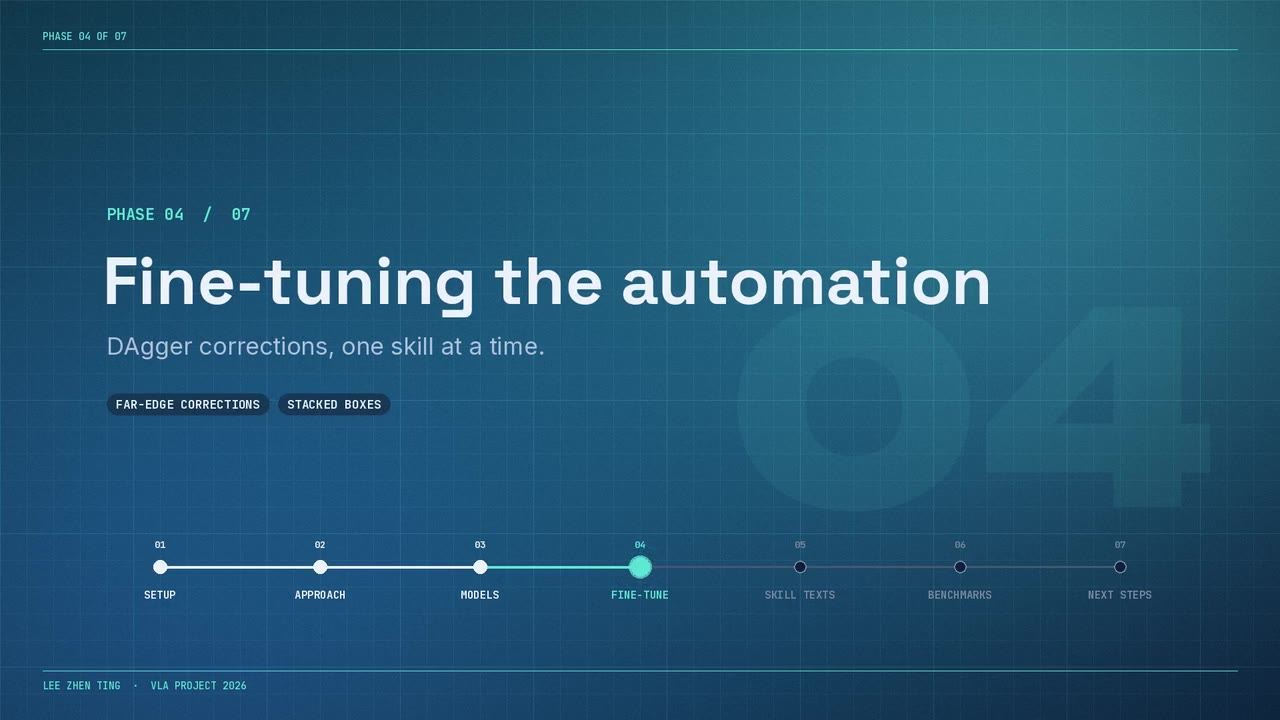 PHASE 04 OF 07
PHASE 04 / 07
Fine-tuning the automation
DAgger corrections, one skill at a time.
FAR-EDGE CORRECTIONS STACKED BOXES
04
01 02 03 04 05 06 07
SETUP APPROACH MODELS FINE-TUNE SKILL TEXTS BENCHMARKS NEXT STEPS
LEE ZHEN TING · VLA PROJECT 2026